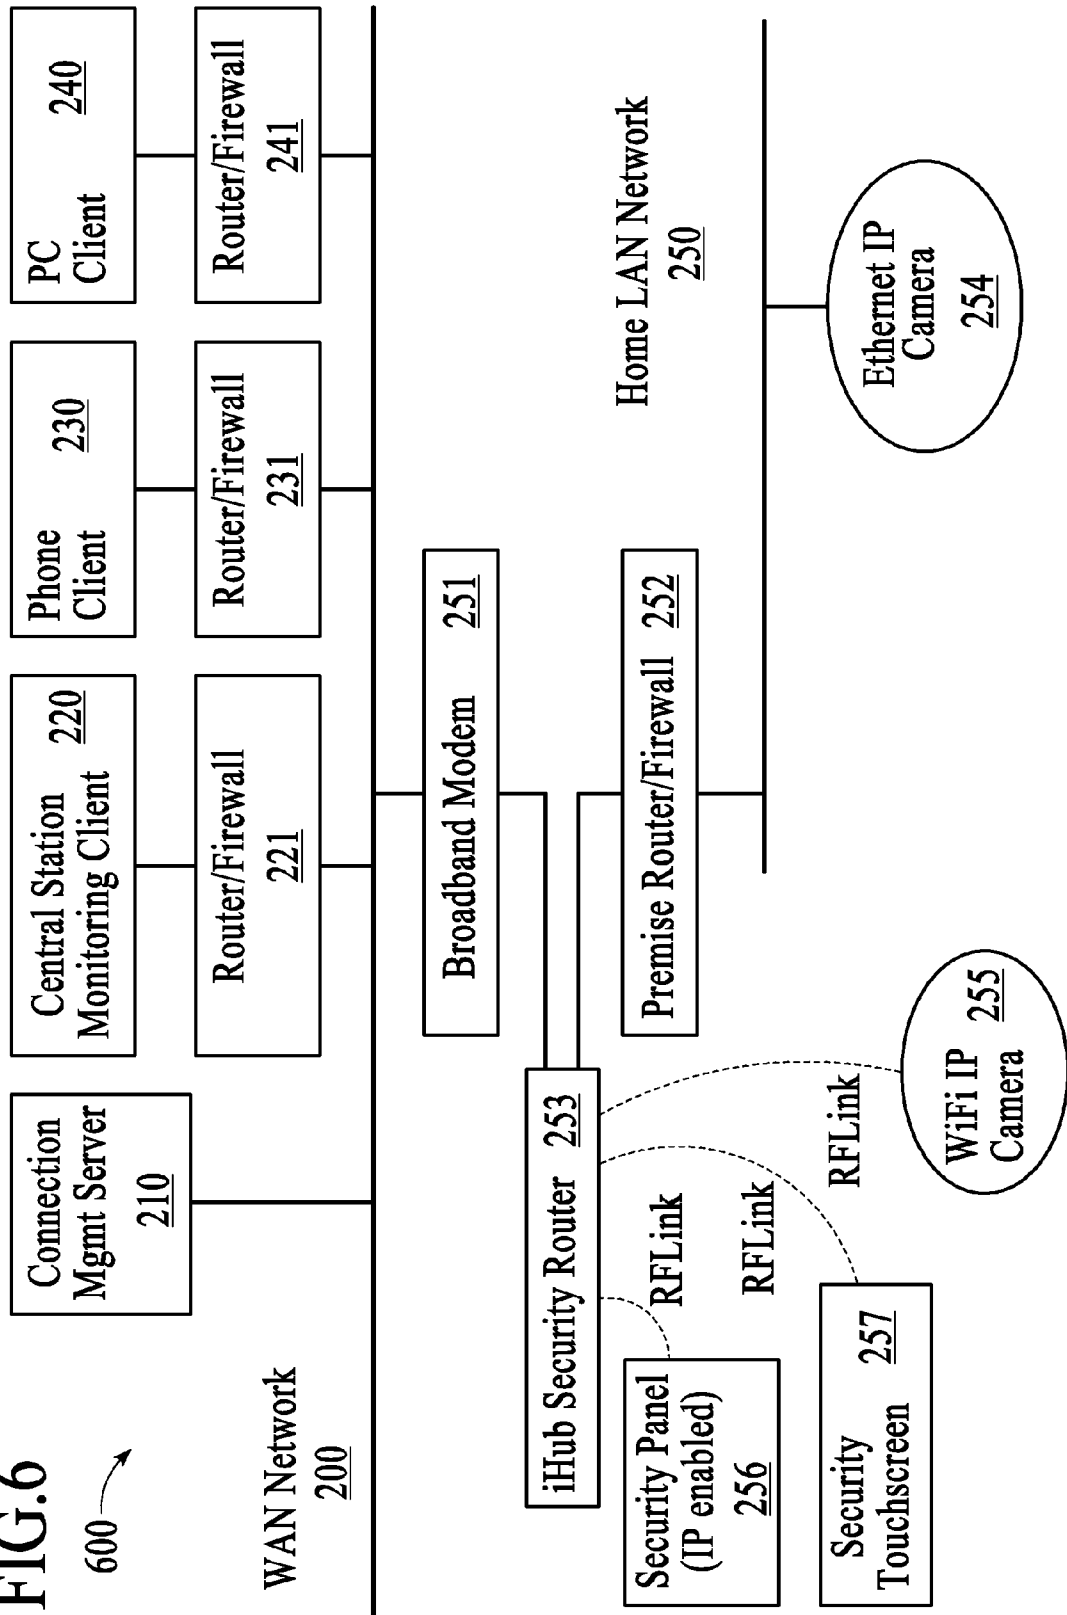 FIG.6
600
WAN Network
200
Connection
Mgmt Server
210
Central Station
Monitoring Client
220
Router/Firewall
221
Phone
Client
230
Router/Firewall
231
PC
Client
240
Router/Firewall
241
Broadband Modem 251
Premise Router/Firewall 252
Home LAN Network
250
iHub Security Router 253
RFLink
RFLink
RFLink
Security Panel
(IP enabled)
256
Security
Touchscreen
257
WiFi IP
Camera
255
Ethernet IP
Camera
254